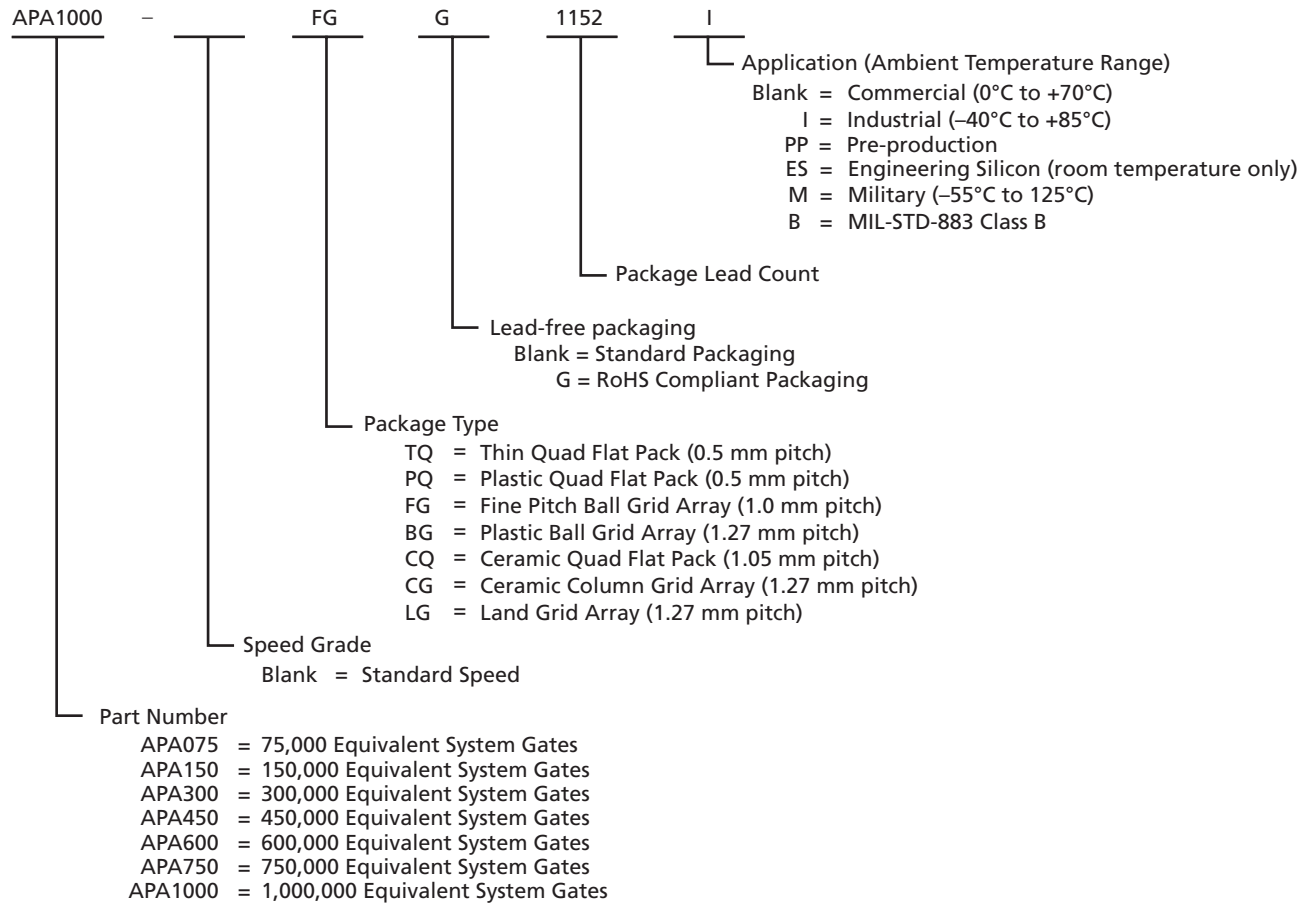 APA1000 – FG G 1152 I
Application (Ambient Temperature Range)
Blank = Commercial (0°C to +70°C)
I = Industrial (–40°C to +85°C)
PP = Pre-production
ES = Engineering Silicon (room temperature only)
M = Military (–55°C to 125°C)
B = MIL-STD-883 Class B
Package Lead Count
Lead-free packaging
Blank = Standard Packaging
G = RoHS Compliant Packaging
Package Type
TQ = Thin Quad Flat Pack (0.5 mm pitch)
PQ = Plastic Quad Flat Pack (0.5 mm pitch)
FG = Fine Pitch Ball Grid Array (1.0 mm pitch)
BG = Plastic Ball Grid Array (1.27 mm pitch)
CQ = Ceramic Quad Flat Pack (1.05 mm pitch)
CG = Ceramic Column Grid Array (1.27 mm pitch)
LG = Land Grid Array (1.27 mm pitch)
Speed Grade
Blank = Standard Speed
Part Number
APA075 = 75,000 Equivalent System Gates
APA150 = 150,000 Equivalent System Gates
APA300 = 300,000 Equivalent System Gates
APA450 = 450,000 Equivalent System Gates
APA600 = 600,000 Equivalent System Gates
APA750 = 750,000 Equivalent System Gates
APA1000 = 1,000,000 Equivalent System Gates